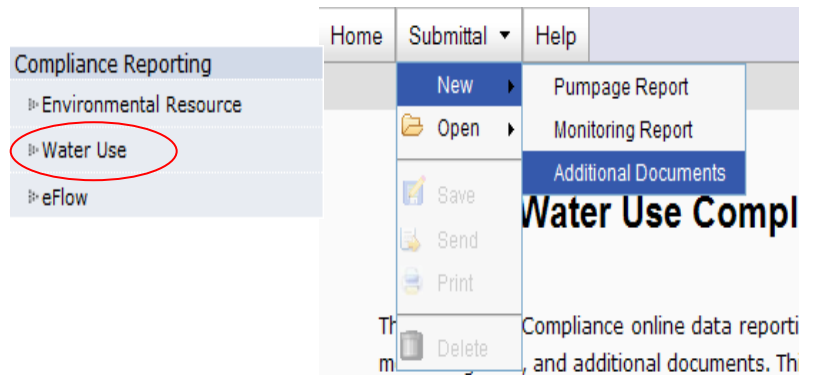 Compliance Reporting
Environmental Resource
Water Use
eFlow
Home Submittal Help
New Pumpage Report
Open Monitoring Report
Additional Documents
Save
Water Use Compl
Send
Print
Th Compliance online data reporti
Delete
m , and additional documents. Thi